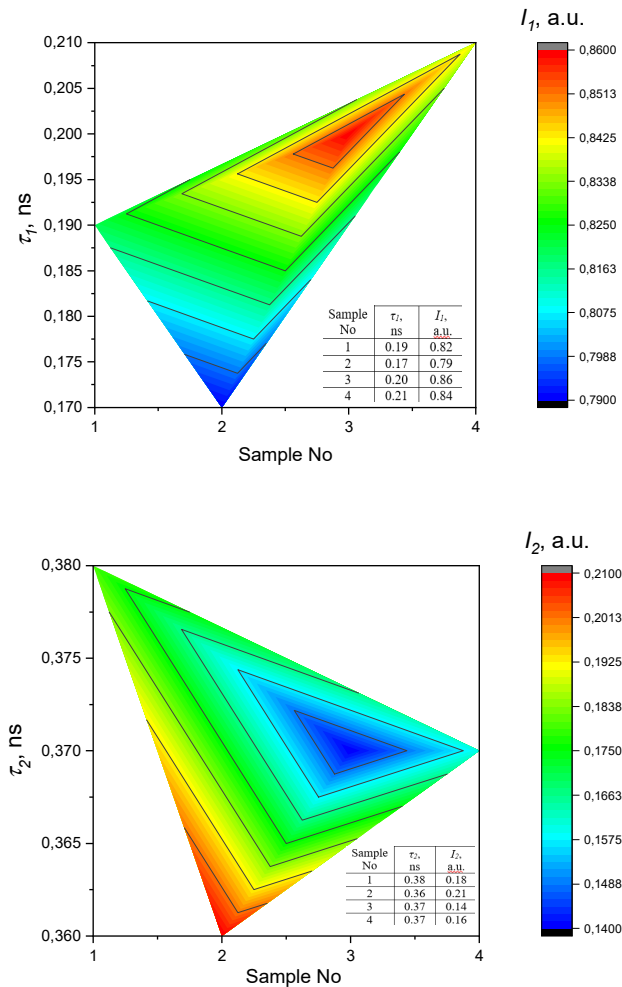 I1, a.u.
0,210
0,205
0,200
0,195
0,190
0,185
0,180
0,175
0,170
τ1, ns
1 2 3 4
Sample No
Sample No τ1, ns I1, a.u.
1 0.19 0.82
2 0.17 0.79
3 0.20 0.86
4 0.21 0.84
0,8600
0,8513
0,8425
0,8338
0,8250
0,8163
0,8075
0,7988
0,7900
I2, a.u.
0,380
0,375
0,370
0,365
0,360
τ2, ns
1 2 3 4
Sample No
Sample No τ2, ns I2, a.u.
1 0.38 0.18
2 0.36 0.21
3 0.37 0.14
4 0.37 0.16
0,2100
0,2013
0,1925
0,1838
0,1750
0,1663
0,1575
0,1488
0,1400